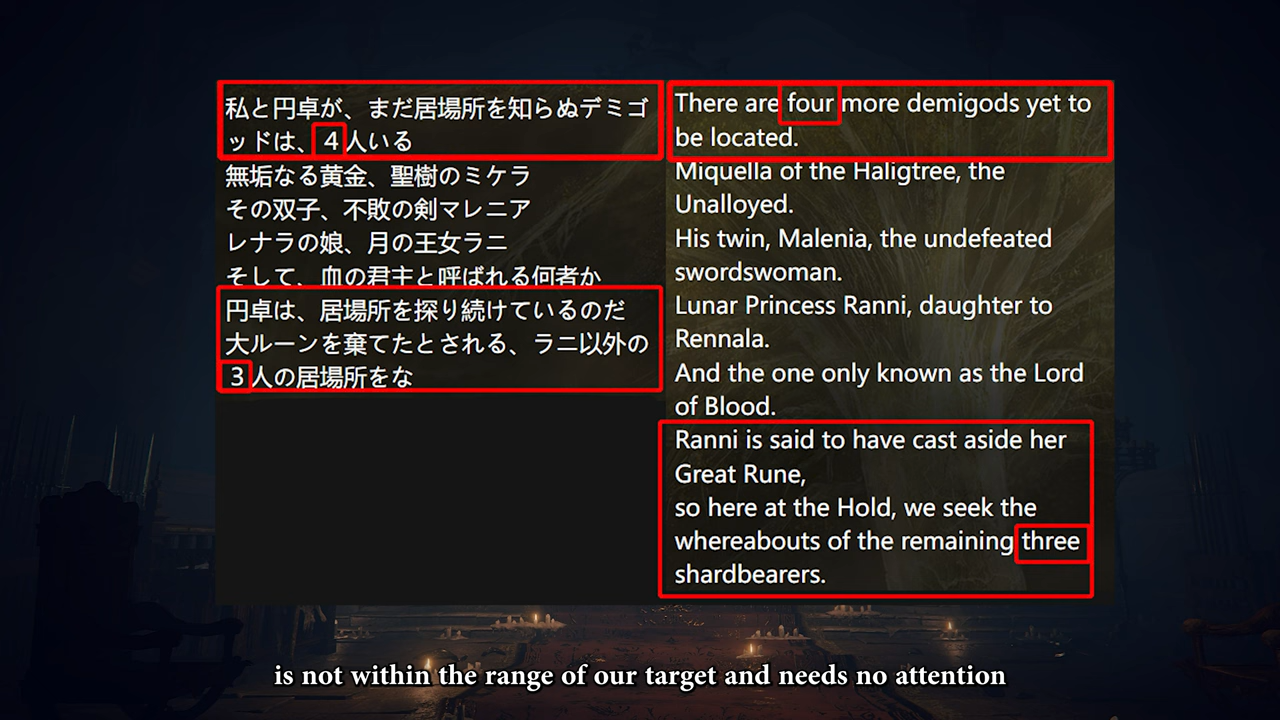 私と円卓が、まだ居場所を知らぬデミゴ
ッドは、４人いる
無垢なる黄金、聖樹のミケラ
その双子、不敗の剣マレニア
レナラの娘、月の王女ラニ
そして、血の君主と呼ばれる何者か
円卓は、居場所を探り続けているのだ
大ルーンを棄てたとされる、ラニ以外の
３人の居場所をな
There are four more demigods yet to
be located.
Miquella of the Haligtree, the
Unalloyed.
His twin, Malenia, the undefeated
swordswoman.
Lunar Princess Ranni, daughter to
Rennala.
And the one only known as the Lord
of Blood.
Ranni is said to have cast aside her
Great Rune,
so here at the Hold, we seek the
whereabouts of the remaining three
shardbearers.
is not within the range of our target and needs no attention